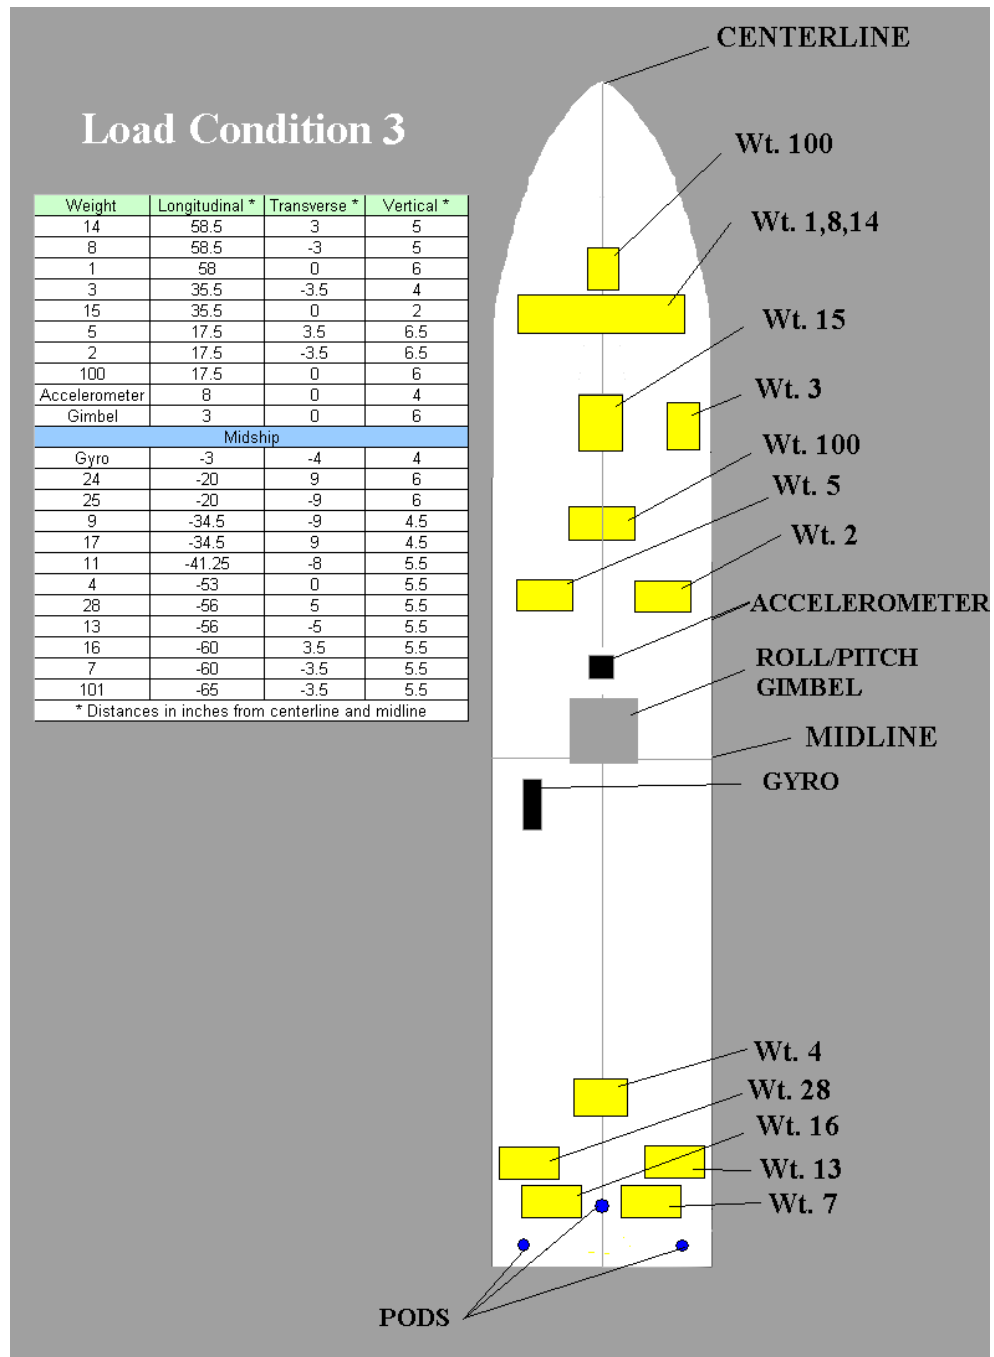 CENTERLINE
Load Condition 3
Wt. 100
Weight Longitudinal * Transverse * Vertical *
14 58.5 3 5
8 58.5 -3 5
1 58 0 6
3 35.5 -3.5 4
15 35.5 0 2
5 17.5 3.5 6.5
2 17.5 -3.5 6.5
100 17.5 0 6
Accelerometer 8 0 4
Gimbel 3 0 6
Midship
Gyro -3 -4 4
24 -20 9 6
25 -20 -9 6
9 -34.5 -9 4.5
17 -34.5 9 4.5
11 -41.25 -8 5.5
4 -53 0 5.5
28 -56 5 5.5
13 -56 -5 5.5
16 -60 3.5 5.5
7 -60 -3.5 5.5
101 -65 -3.5 5.5
* Distances in inches from centerline and midline
Wt. 1,8,14
Wt. 15
Wt. 3
Wt. 100
Wt. 5
Wt. 2
ACCELEROMETER
ROLL/PITCH
GIMBEL
MIDLINE
GYRO
Wt. 4
Wt. 28
Wt. 16
Wt. 13
Wt. 7
PODS